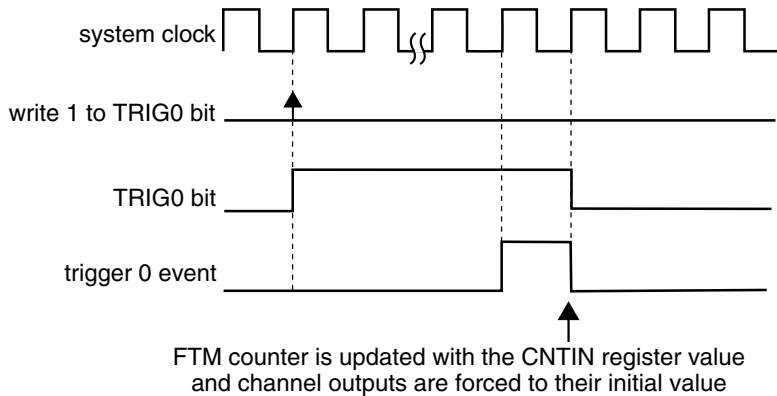 system clock
write 1 to TRIG0 bit
TRIG0 bit
trigger 0 event
FTM counter is updated with the CNTIN register value
and channel outputs are forced to their initial value